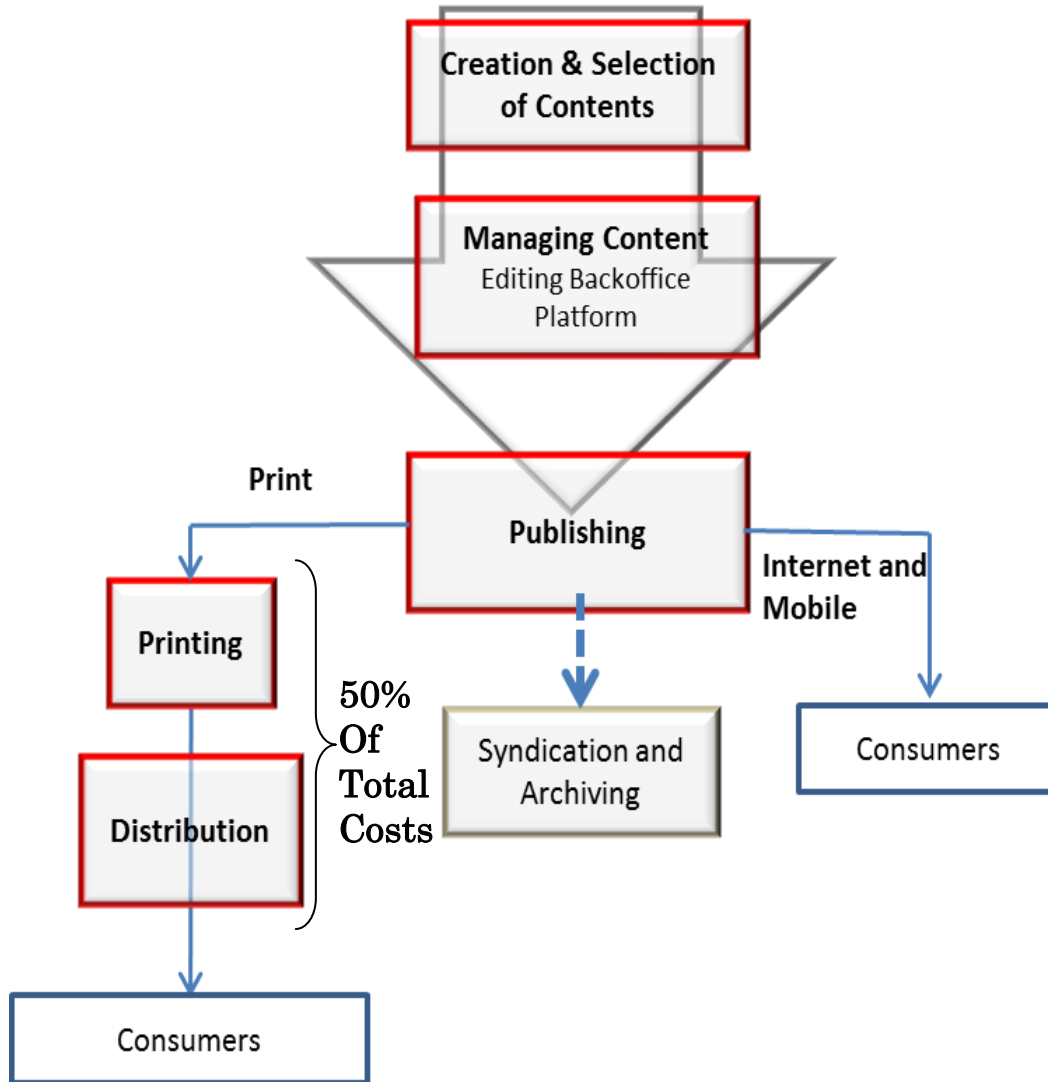 Creation & Selection
of Contents
Managing Content
Editing Backoffice
Platform
Print
Publishing
Internet and
Mobile
Printing
50%
Of
Total
Costs
Distribution
Syndication and
Archiving
Consumers
Consumers